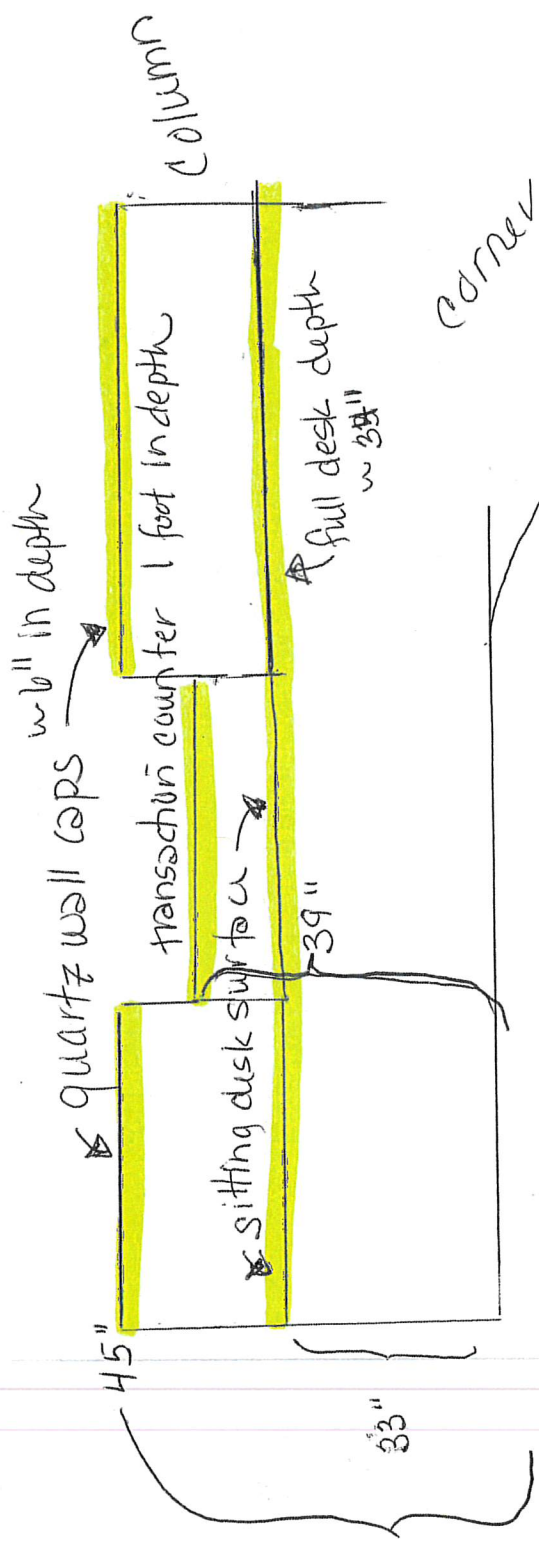 quartz wall caps ~6" in depth
45"
column
transaction counter 1 foot in depth
sitting desk surface
39"
full desk depth
33"
corner